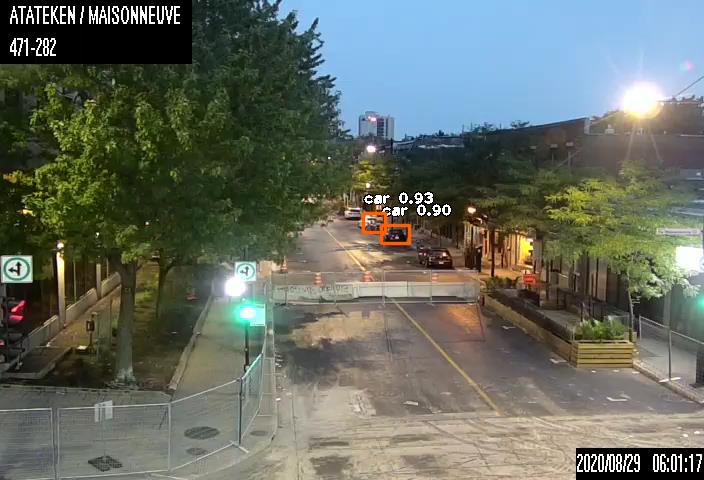 ATATEKEN / MAISONNEUVE
471-282
car 0.93
car 0.90
2020/08/29 06:01:17